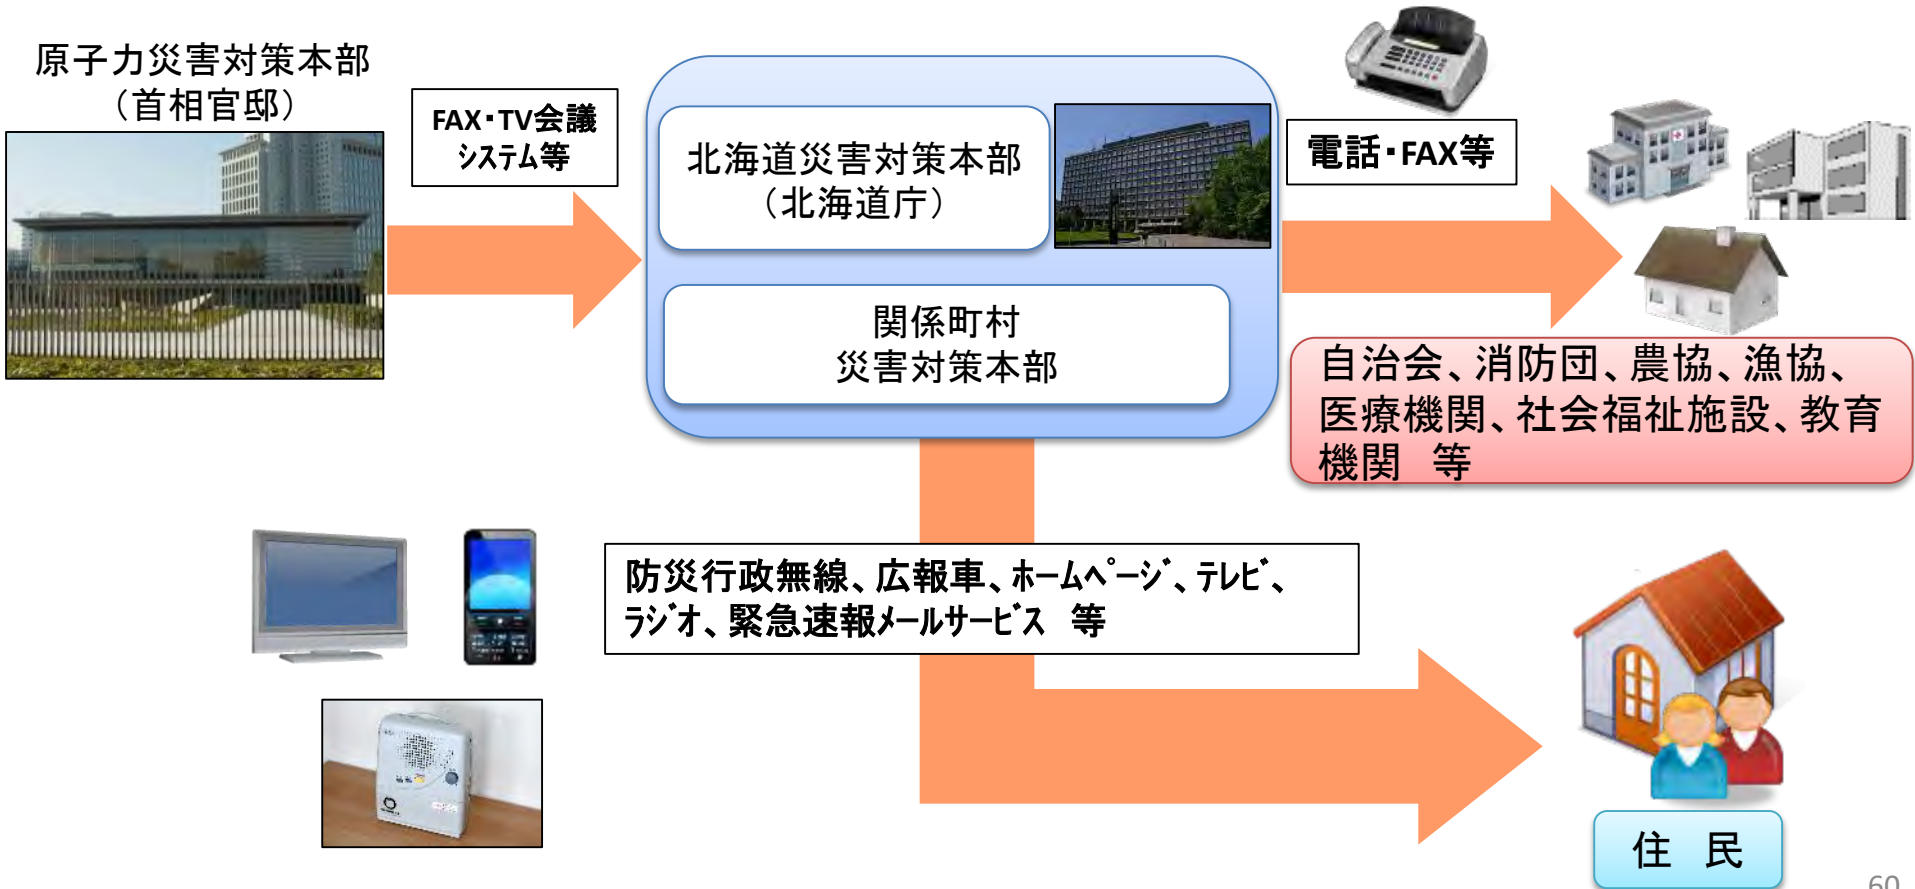 原子力災害対策本部
（首相官邸）
FAX・TV会議
ｼｽﾃﾑ等
北海道災害対策本部
（北海道庁）
関係町村
災害対策本部
電話・FAX等
自治会、消防団、農協、漁協、
医療機関、社会福祉施設、教育
機関　等
防災行政無線、広報車、ﾎｰﾑﾍﾟｰｼﾞ、ﾃﾚﾋﾞ、
ﾗｼﾞｵ、緊急速報ﾒｰﾙｻｰﾋﾞｽ　等
住　民
60